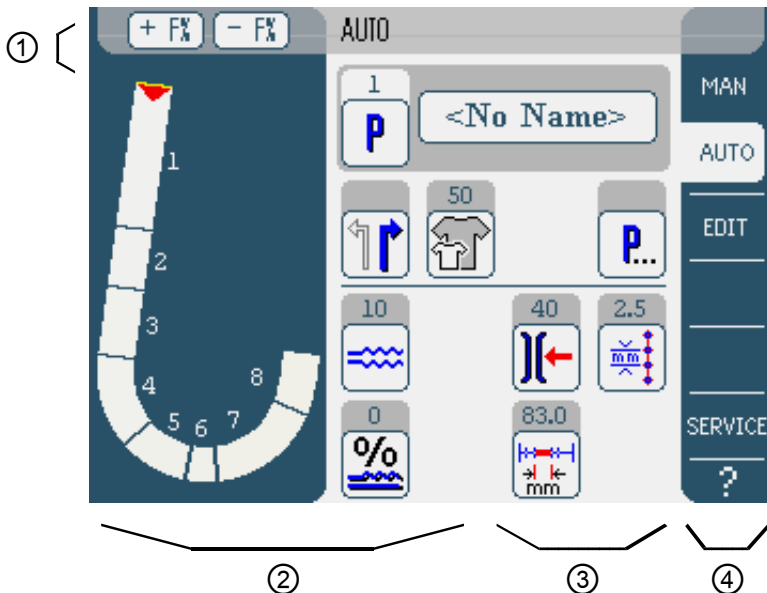 ①
+ F% - F% AUTO
1
P
<No Name>
MAN
AUTO
EDIT
SERVICE
?
50
P...
10
40
2.5
mm
0
%
83.0
mm
1
2
3
4
5
6
7
8
② ③ ④